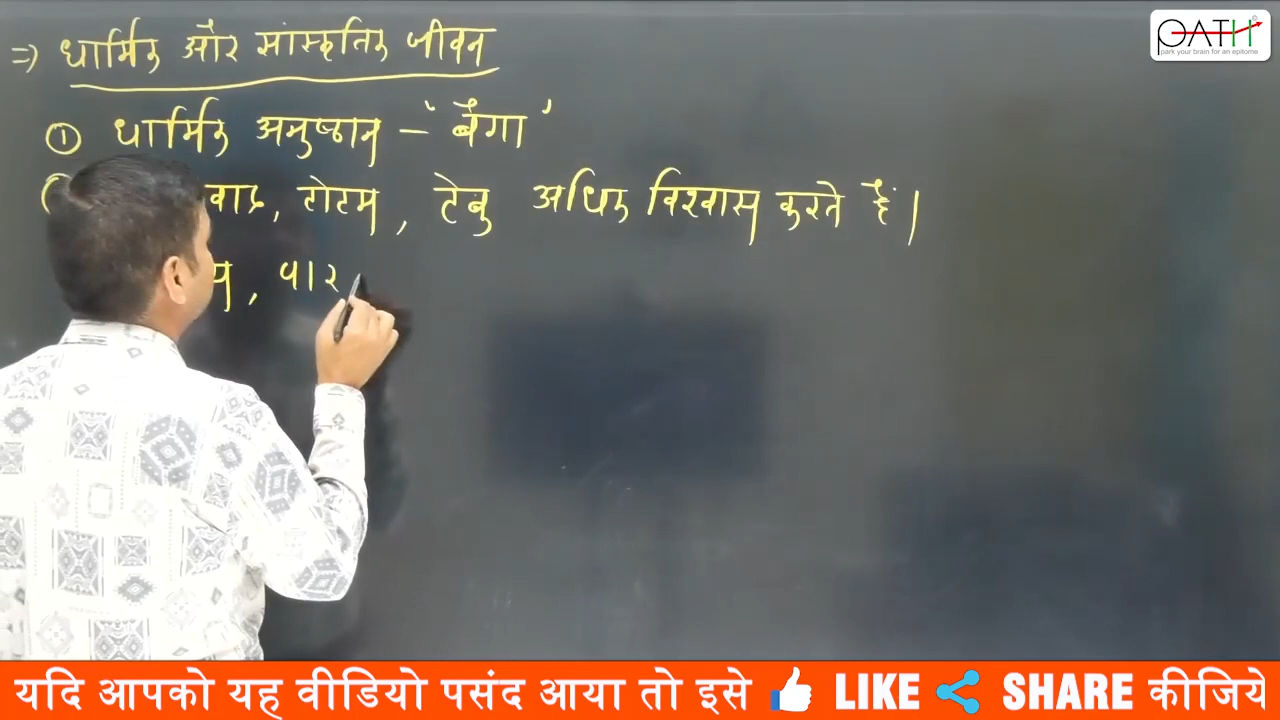 ⇒ धार्मिक और सांस्कृतिक जीवन
① धार्मिक अनुष्ठान - 'बैगा'
वाद, टोटम, टेबु अधिक विश्वास करते हैं।
, पार
PATH
park your brain for an epitome
यदि आपको यह वीडियो पसंद आया तो इसे LIKE SHARE कीजिये